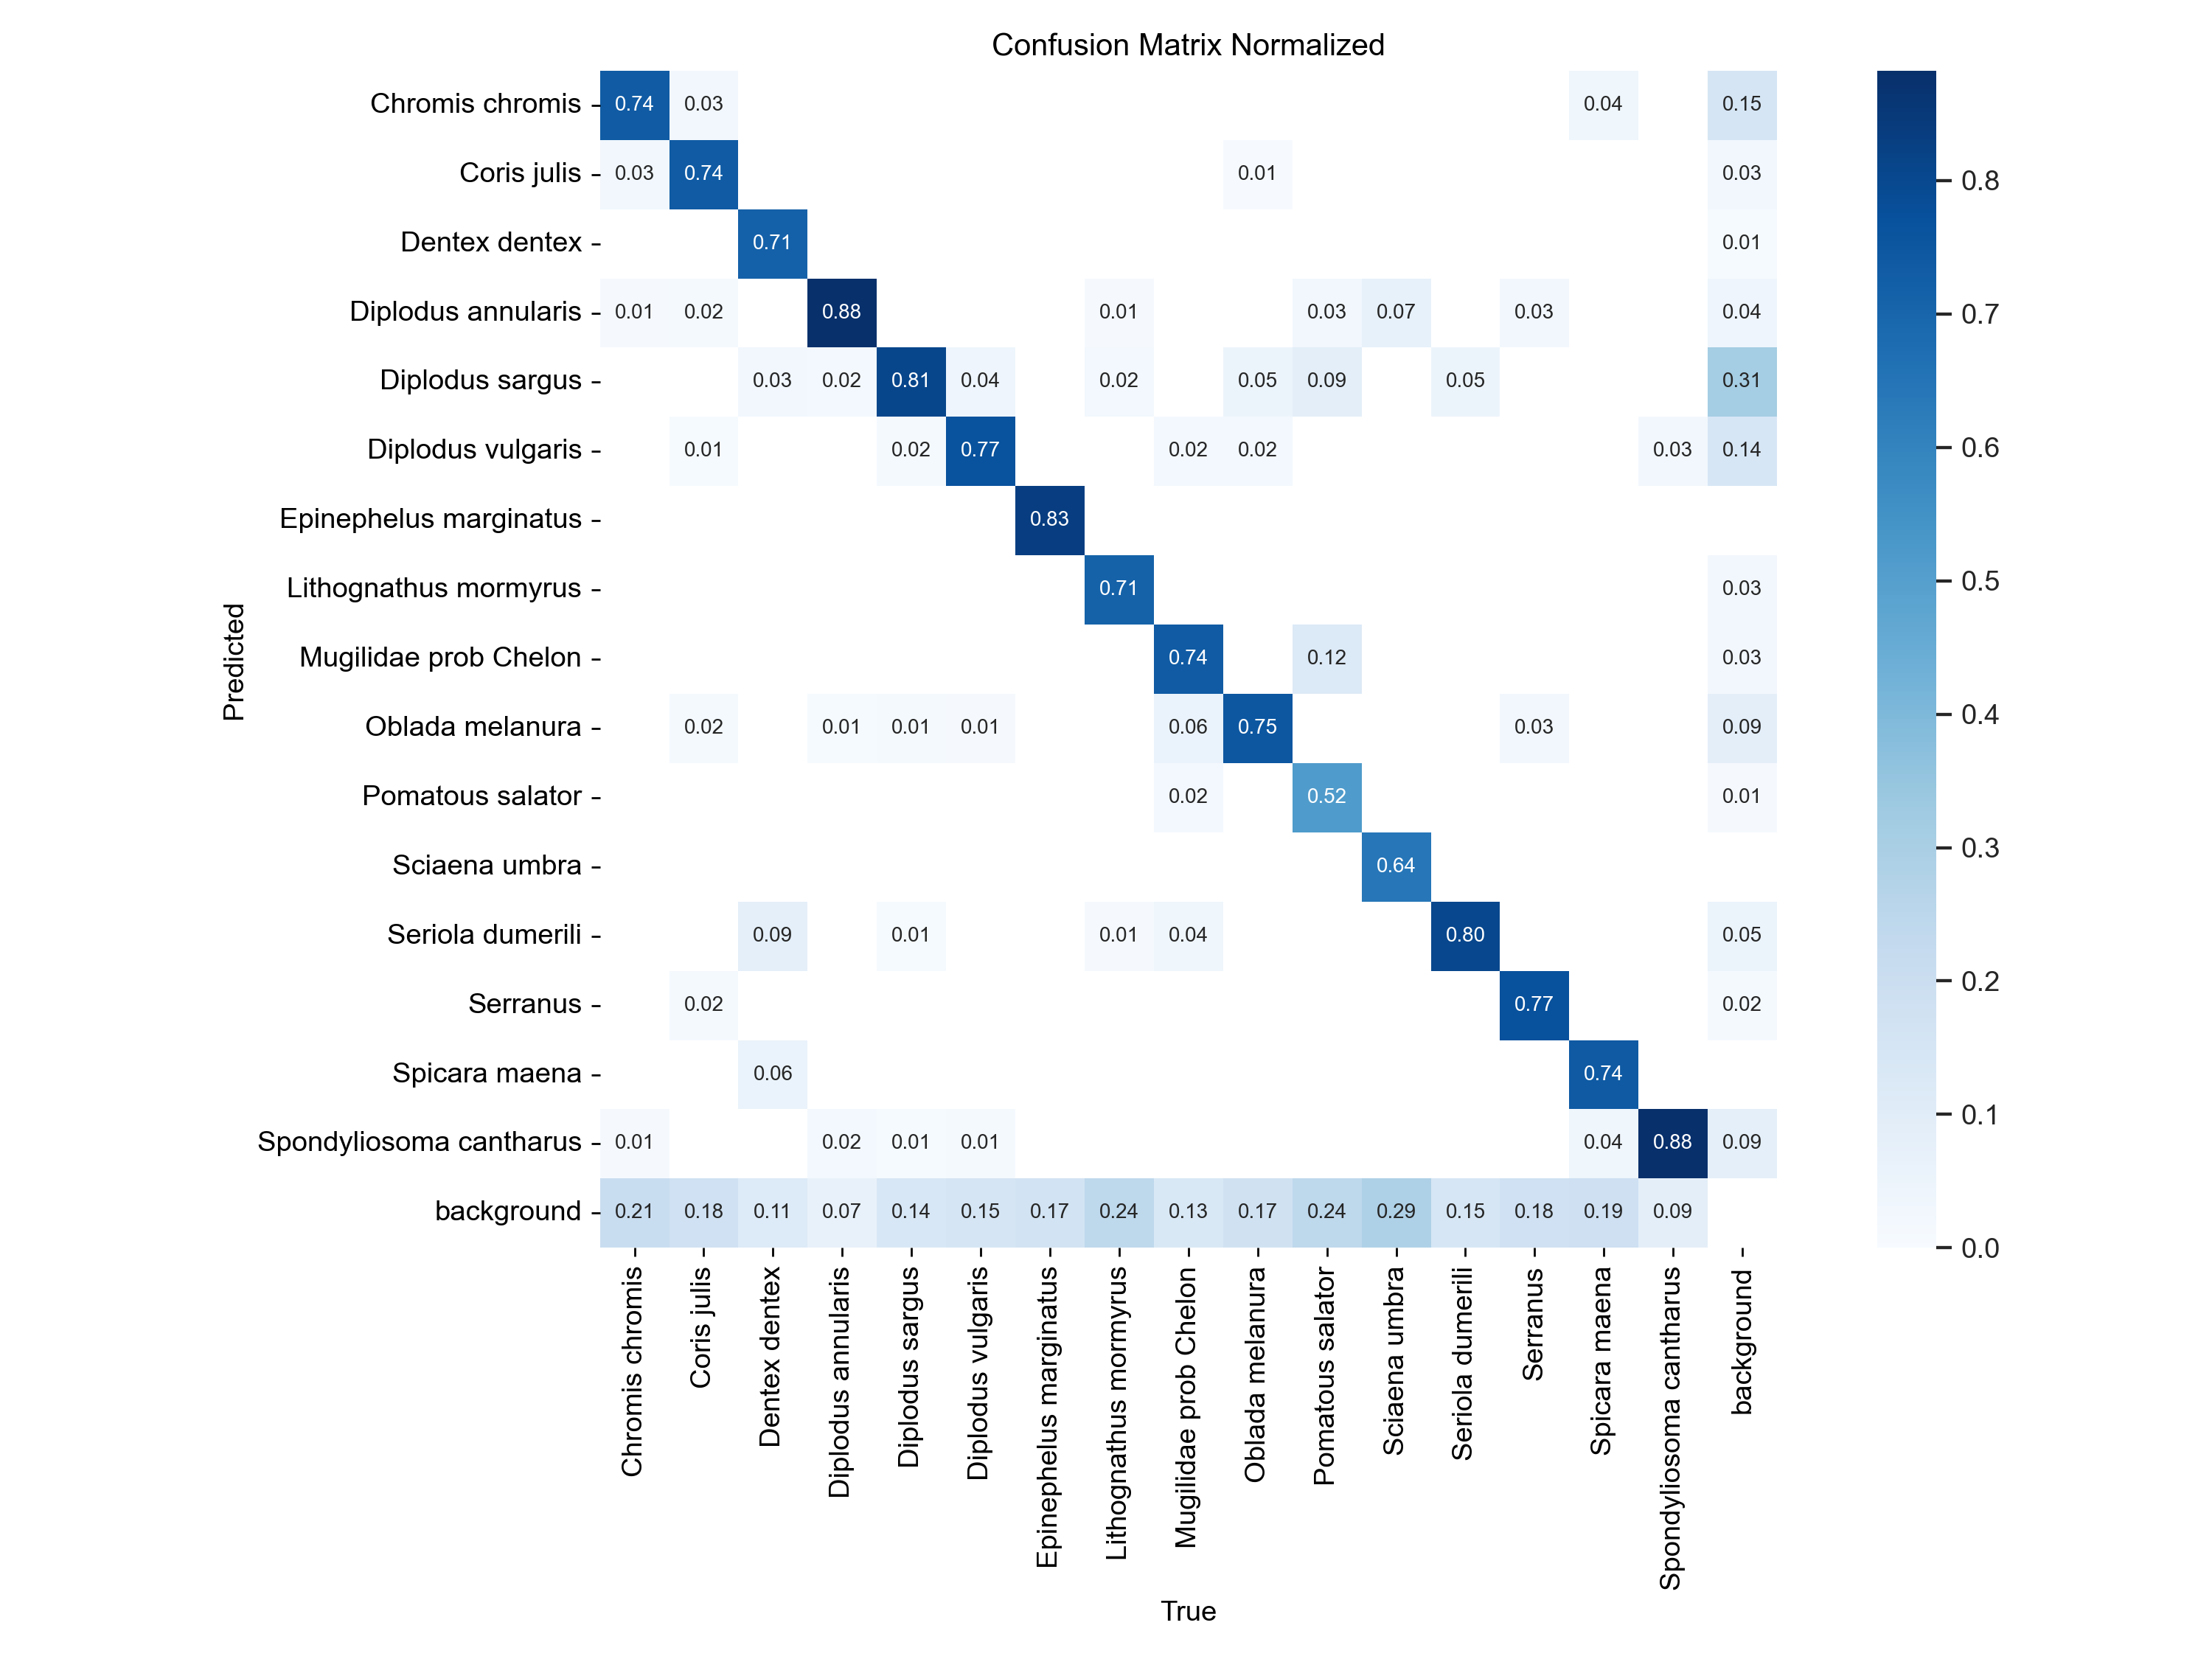 Confusion Matrix Normalized
Chromis chromis 0.74 0.03 0.04 0.15
Coris julis 0.03 0.74 0.01 0.03
Dentex dentex 0.71 0.01
Diplodus annularis 0.01 0.02 0.88 0.01 0.03 0.07 0.03 0.04
Diplodus sargus 0.03 0.02 0.81 0.04 0.02 0.05 0.09 0.05 0.31
Diplodus vulgaris 0.01 0.02 0.77 0.02 0.02 0.03 0.14
Epinephelus marginatus 0.83
Lithognathus mormyrus 0.71 0.03
Mugilidae prob Chelon 0.74 0.12 0.03
Oblada melanura 0.02 0.01 0.01 0.01 0.06 0.75 0.03 0.09
Pomatous salator 0.02 0.52 0.01
Sciaena umbra 0.64
Seriola dumerili 0.09 0.01 0.01 0.04 0.80 0.05
Serranus 0.02 0.77 0.02
Spicara maena 0.06 0.74
Spondyliosoma cantharus 0.01 0.02 0.01 0.01 0.04 0.88 0.09
background 0.21 0.18 0.11 0.07 0.14 0.15 0.17 0.24 0.13 0.17 0.24 0.29 0.15 0.18 0.19 0.09
Predicted
Chromis chromis
Coris julis
Dentex dentex
Diplodus annularis
Diplodus sargus
Diplodus vulgaris
Epinephelus marginatus
Lithognathus mormyrus
Mugilidae prob Chelon
Oblada melanura
Pomatous salator
Sciaena umbra
Seriola dumerili
Serranus
Spicara maena
Spondyliosoma cantharus
background
True
0.8
0.7
0.6
0.5
0.4
0.3
0.2
0.1
0.0